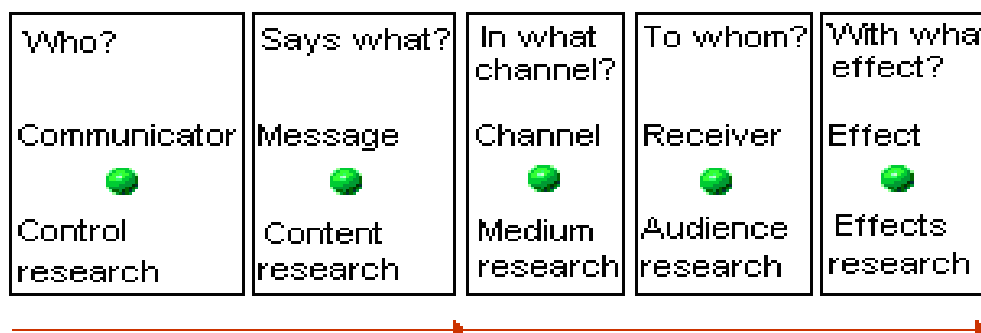 Who?
Communicator
Control
research
Says what?
Message
Content
research
In what
channel?
Channel
Medium
research
To whom?
Receiver
Audience
research
With what
effect?
Effect
Effects
research